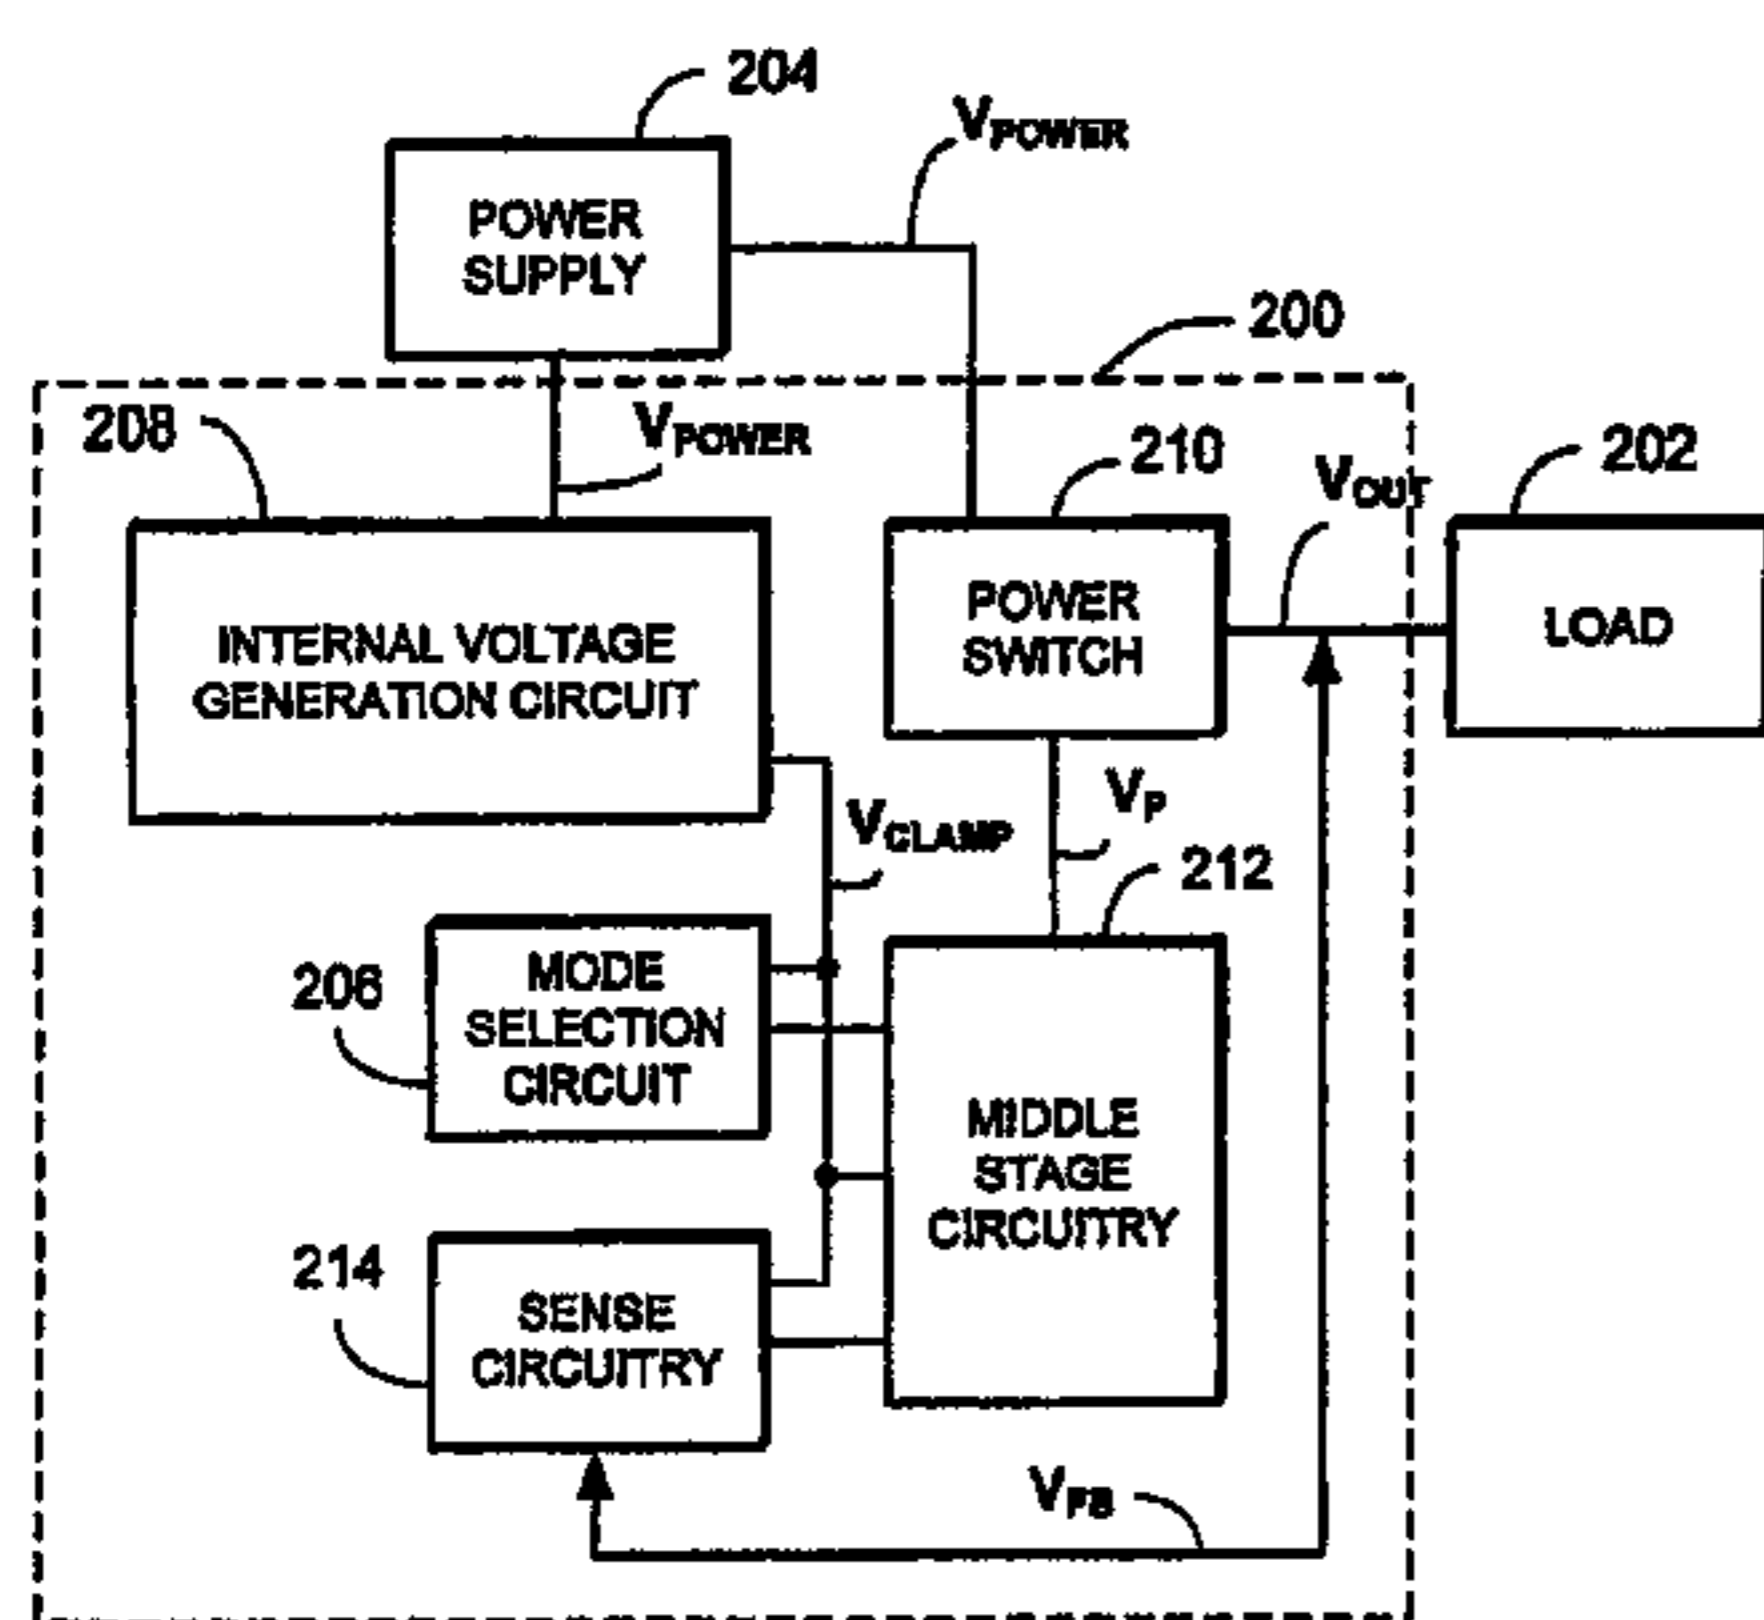 204
VPOWER
POWER
SUPPLY
200
208
VPOWER
210
VOUT
202
POWER
SWITCH
LOAD
INTERNAL VOLTAGE
GENERATION CIRCUIT
VP
VCLAMP
212
206
MODE
SELECTION
CIRCUIT
MIDDLE
STAGE
CIRCUITRY
214
SENSE
CIRCUITRY
VFB